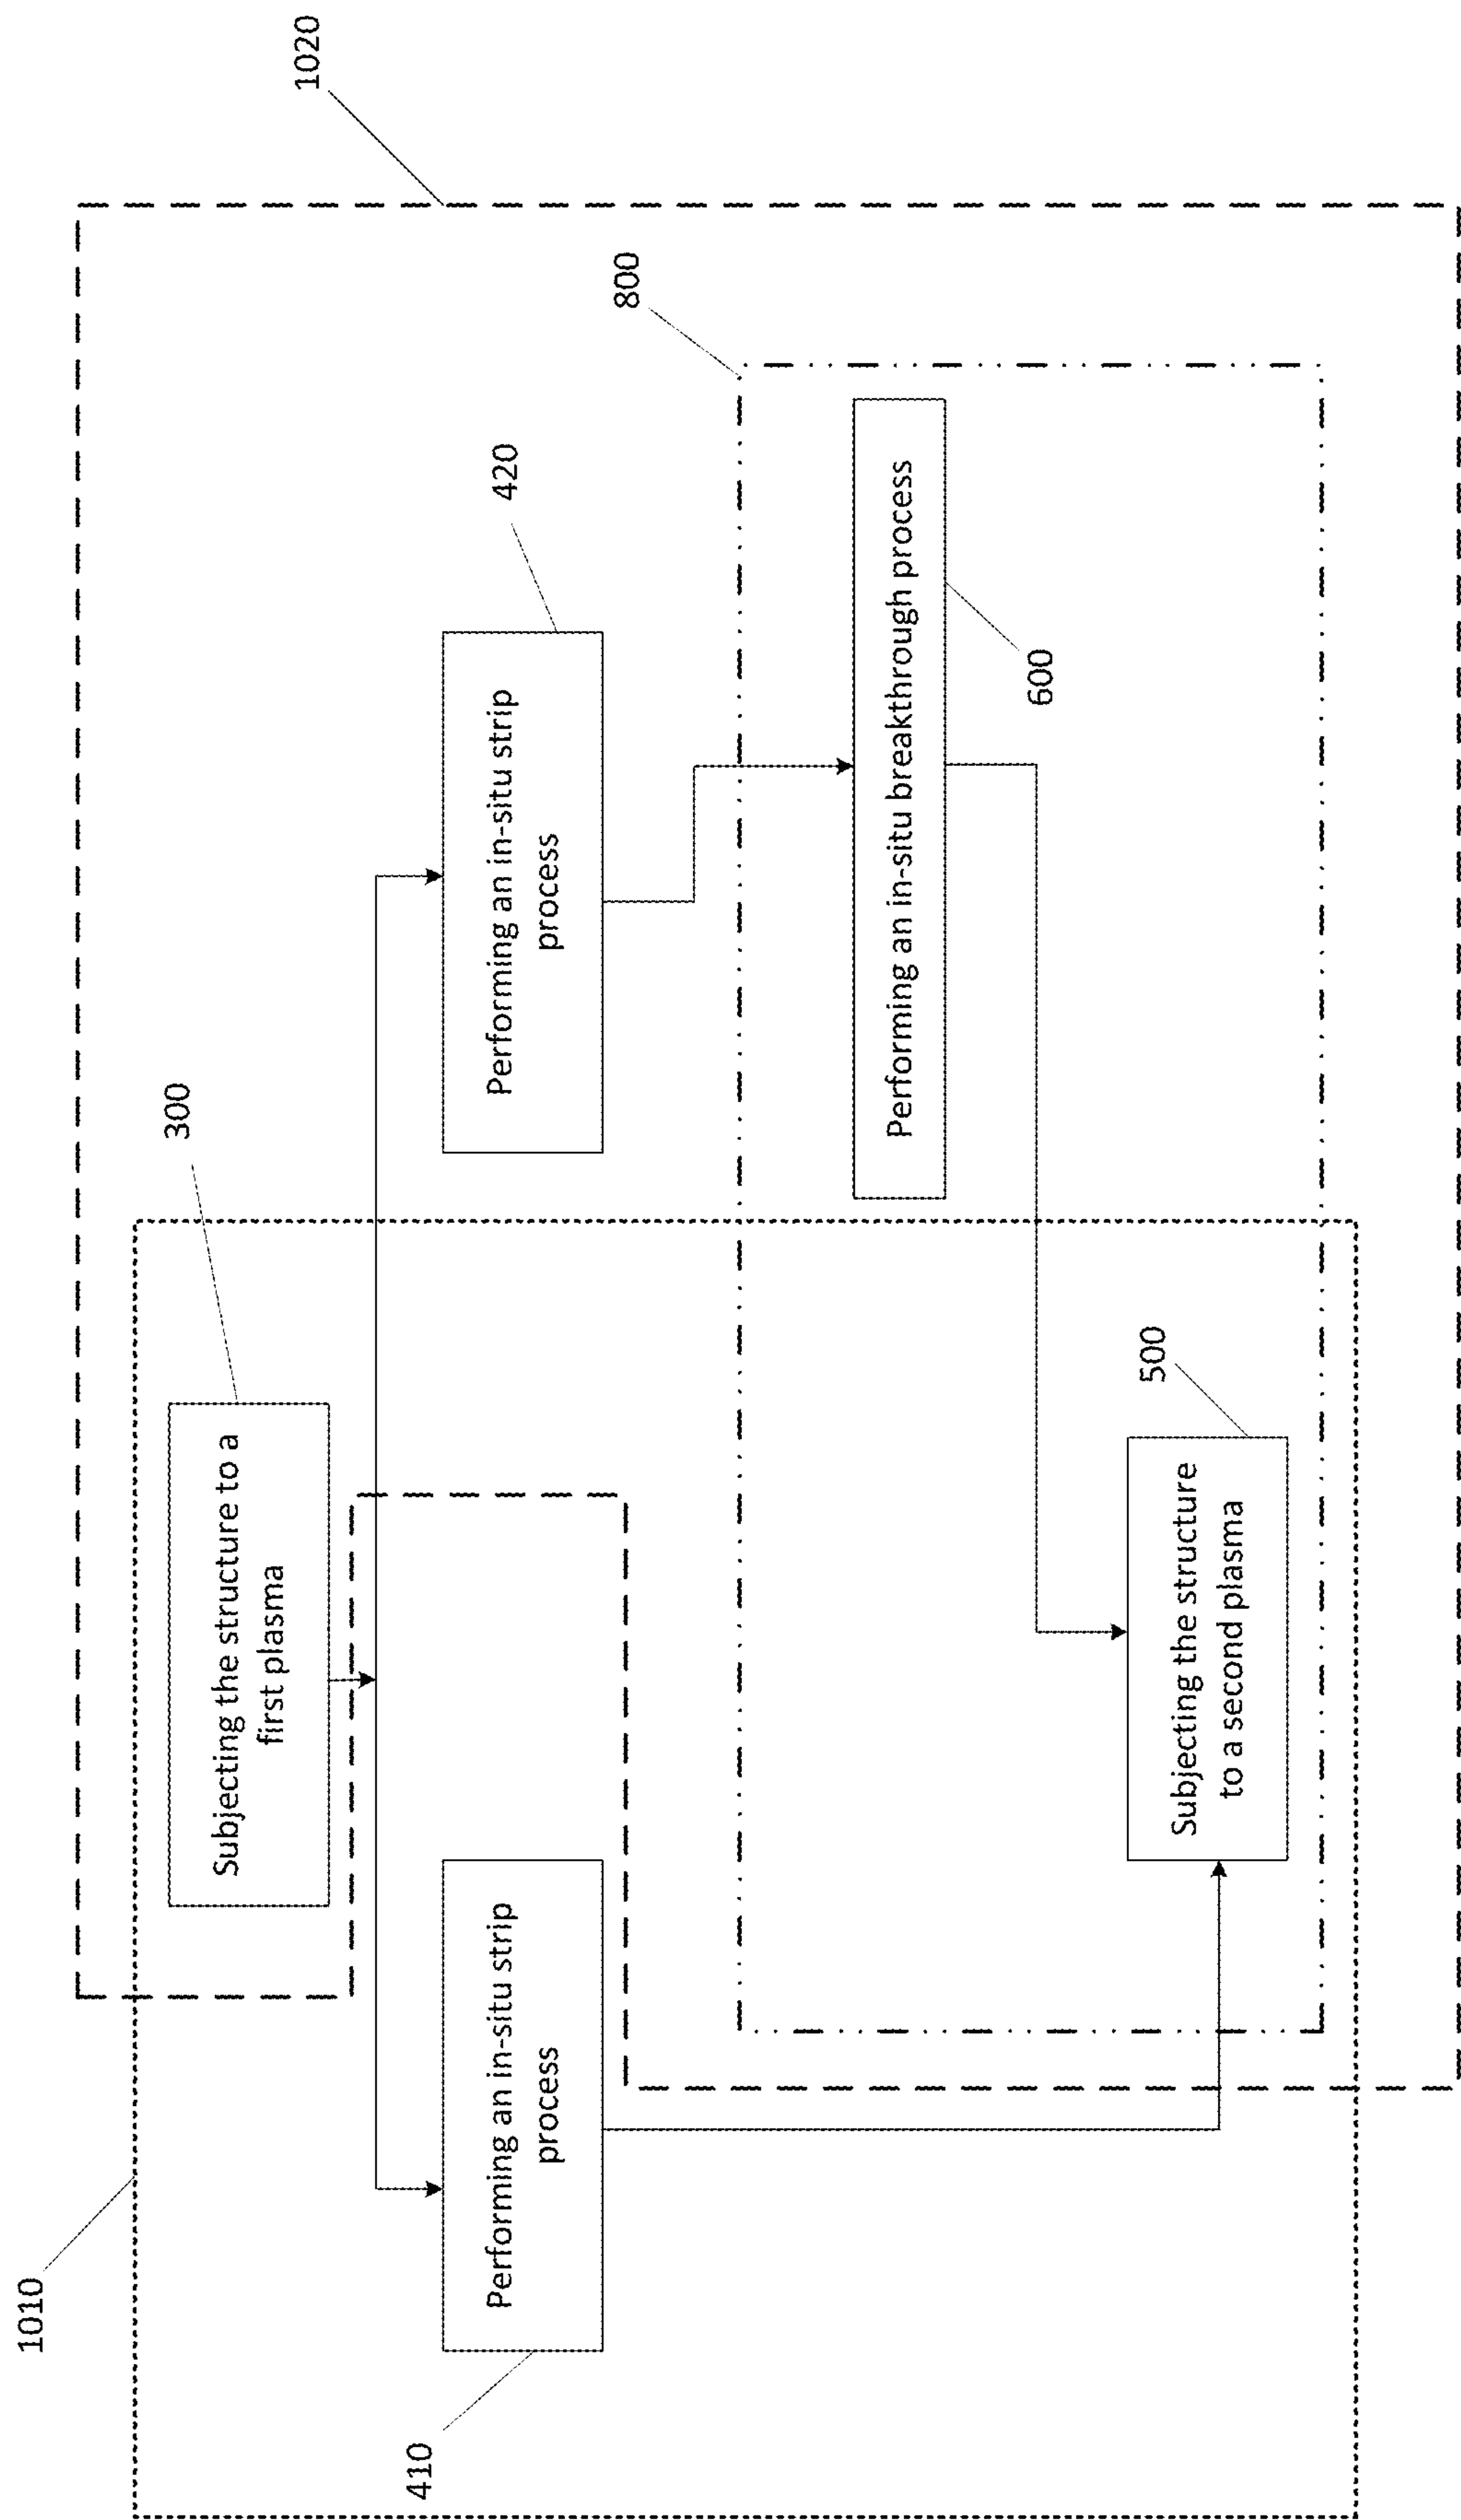 1010
1020
300
Subjecting the structure to a
first plasma
410
Performing an in-situ strip
process
420
Performing an in-situ strip
process
800
Performing an in-situ breakthrough process
600
500
Subjecting the structure
to a second plasma